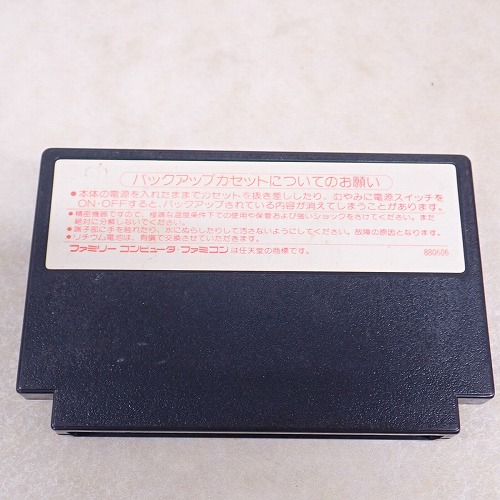 バックアップカセットについてのお願い
●本体の電源を入れたままでカセットを抜き差ししたり、むやみに電源スイッチを
ON・OFFすると、バックアップされている内容が消えてしまうことがあります。
●精密機器ですので、極端な温度条件下での使用や保管および強いショックをさけてください。また
絶対に分解しないでください。
●端子部に手を触れたり、水にぬらしたりして汚さないようにしてください。故障の原因となります。
●リチウム電池は、有償で交換させていただきます。
ファミリーコンピュータ・ファミコンは任天堂の商標です。
880606